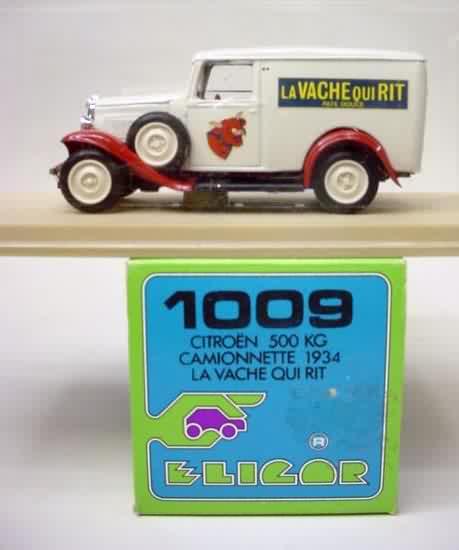 LA VACHE QUI RIT
PATE DOUCE
1009
CITROËN 500 KG
CAMIONNETTE 1934
LA VACHE QUI RIT
R
ELIGOR